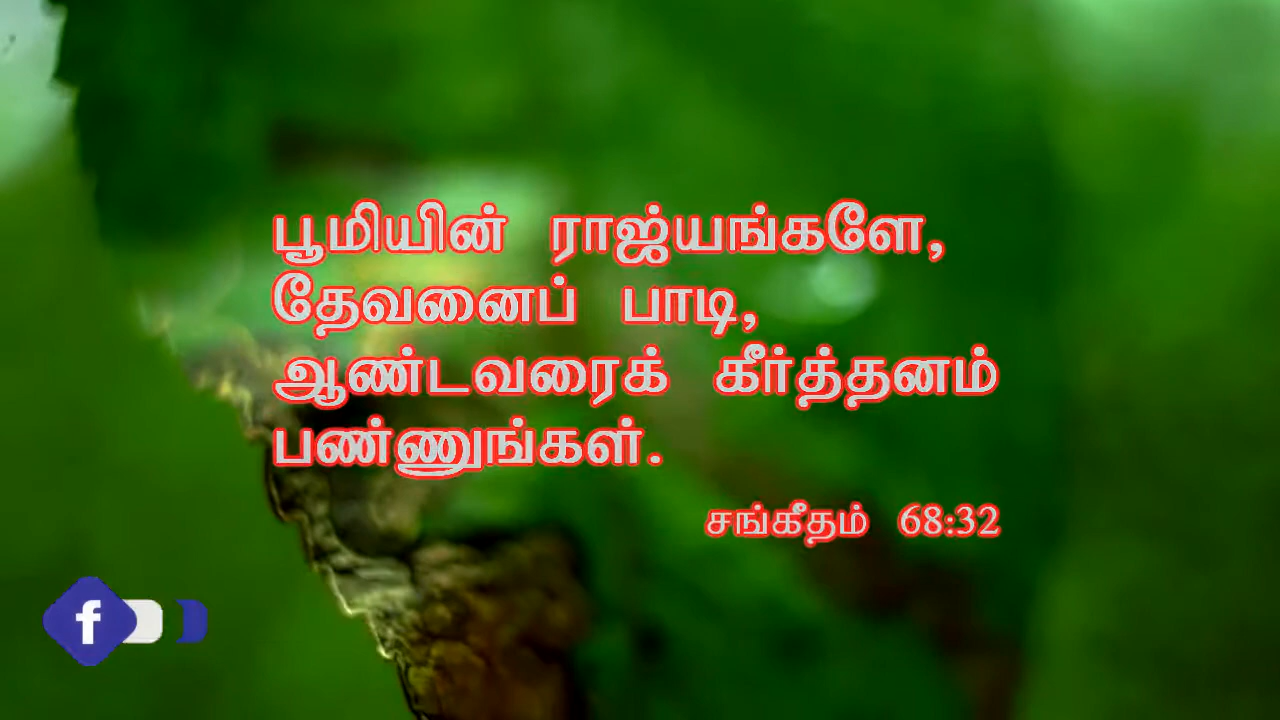 பூமியின் ராஜ்யங்களே,
தேவனைப் பாடி,
ஆண்டவரைக் கீர்த்தனம்
பண்ணுங்கள்.
சங்கீதம் 68:32
f